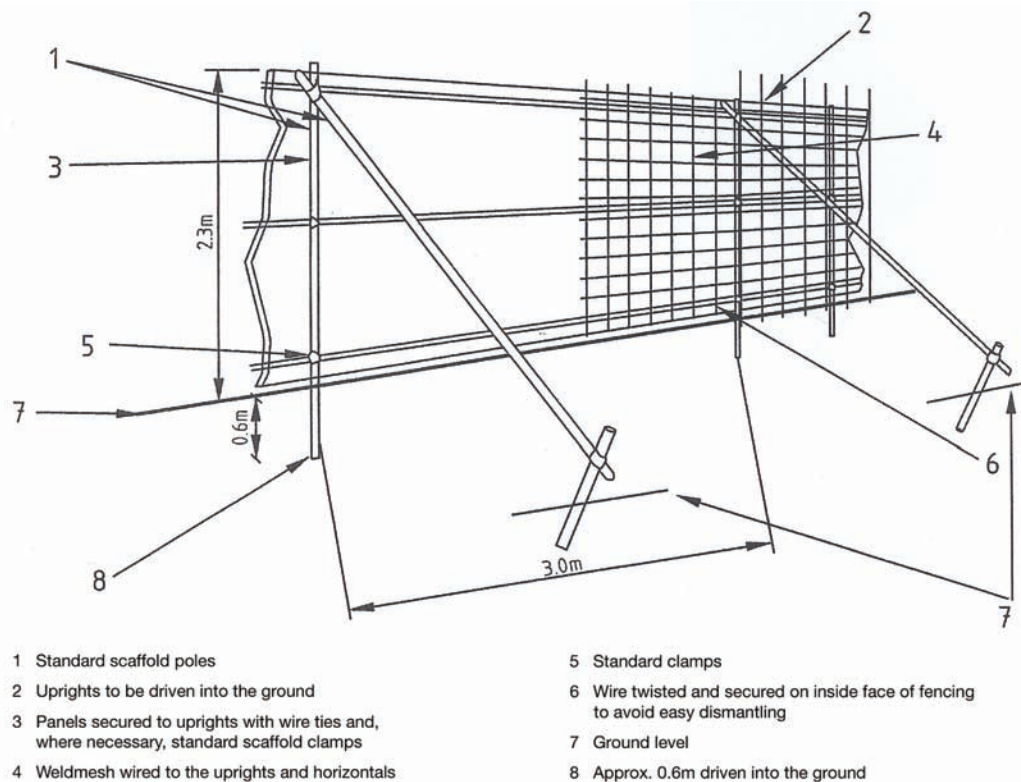 1
2
3
4
2.3m
5
7
0.6m
6
8
3.0m
7
1 Standard scaffold poles
2 Uprights to be driven into the ground
3 Panels secured to uprights with wire ties and,
where necessary, standard scaffold clamps
4 Weldmesh wired to the uprights and horizontals
5 Standard clamps
6 Wire twisted and secured on inside face of fencing
to avoid easy dismantling
7 Ground level
8 Approx. 0.6m driven into the ground